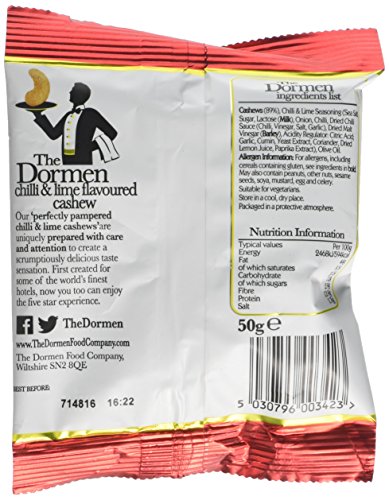 The
Dormen
chilli & lime flavoured
cashew
Our 'perfectly pampered
chilli & lime cashews' are
uniquely prepared with care
and attention to create a
scrumptiously delicious taste
sensation. First created for
some of the world's finest
hotels, now you too can enjoy
the five star experience.
TheDormen
www.TheDormenFoodCompany.com
The Dormen Food Company,
Wiltshire SN2 8QE
BEST BEFORE:
714816 16:22
The
Dormen
ingredients list
Cashews (89%), Chilli & Lime Seasoning (Sea Salt,
Sugar, Lactose (Milk), Onion, Chilli, Dried Chilli
Sauce (Chilli, Vinegar, Salt, Garlic), Dried Malt
Vinegar (Barley), Acidity Regulator: Citric Acid,
Garlic, Cumin, Yeast Extract, Coriander, Dried
Lemon Juice, Paprika Extract), Olive Oil.
Allergen Information: For allergens, including
cereals containing gluten, see ingredients in bold.
May also contain peanuts, other nuts, sesame
seeds, soya, mustard, egg and celery.
Suitable for vegetarians.
Store in a cool, dry place.
Packaged in a protective atmosphere.
Nutrition Information
Typical values Per 100g
Energy
Fat
of which saturates
Carbohydrate
of which sugars
Fibre
Protein
Salt
50g e
5 030796 003423 >